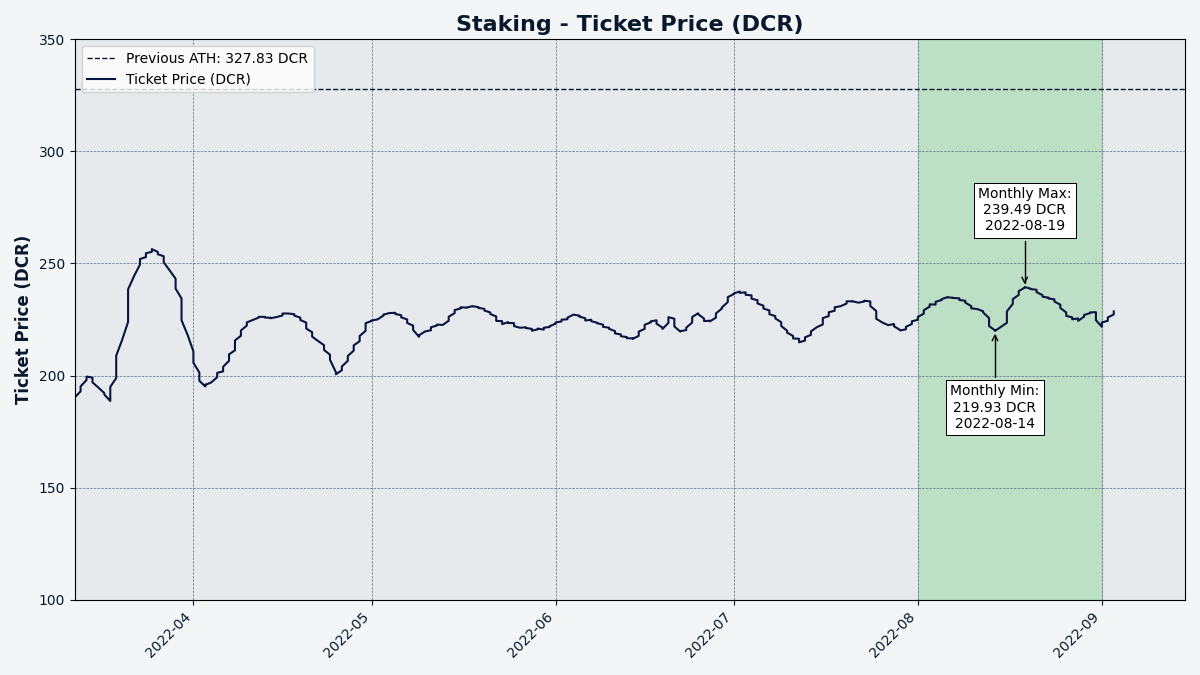 Staking - Ticket Price (DCR)
Previous ATH: 327.83 DCR
Ticket Price (DCR)
Ticket Price (DCR)
350
300
250
200
150
100
Monthly Max:
239.49 DCR
2022-08-19
Monthly Min:
219.93 DCR
2022-08-14
2022-04
2022-05
2022-06
2022-07
2022-08
2022-09